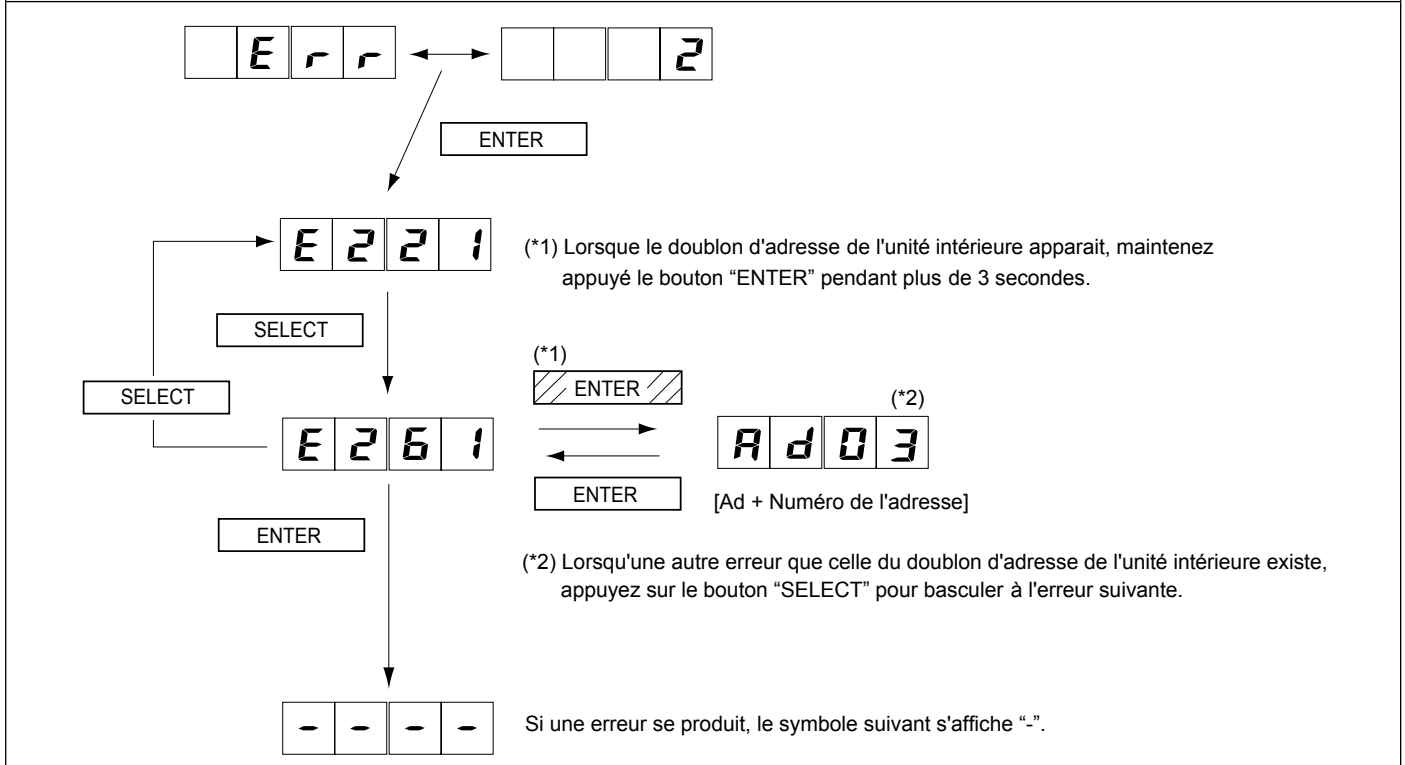 Err 2
ENTER
E221
(*1) Lorsque le doublon d'adresse de l'unité intérieure apparait, maintenez
appuyé le bouton “ENTER” pendant plus de 3 secondes.
SELECT
(*1)
SELECT
ENTER
(*2)
E261
Ad03
ENTER
[Ad + Numéro de l'adresse]
ENTER
(*2) Lorsqu'une autre erreur que celle du doublon d'adresse de l'unité intérieure existe,
appuyez sur le bouton “SELECT” pour basculer à l'erreur suivante.
- - - -
Si une erreur se produit, le symbole suivant s'affiche “-”.